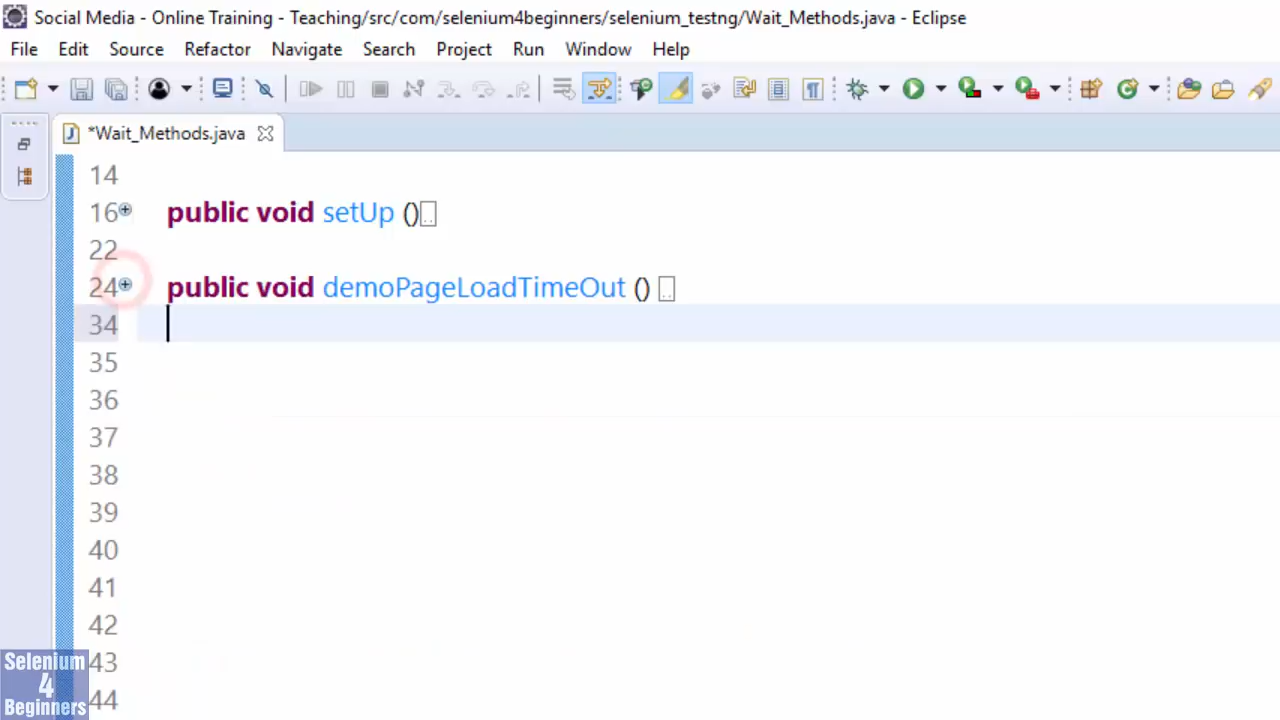 Social Media - Online Training - Teaching/src/com/selenium4beginners/selenium_testng/Wait_Methods.java - Eclipse
File Edit Source Refactor Navigate Search Project Run Window Help
*Wait_Methods.java
14
16 public void setUp ()
22
24 public void demoPageLoadTimeOut ()
34
35
36
37
38
39
40
41
42
43
44
Selenium
4
Beginners